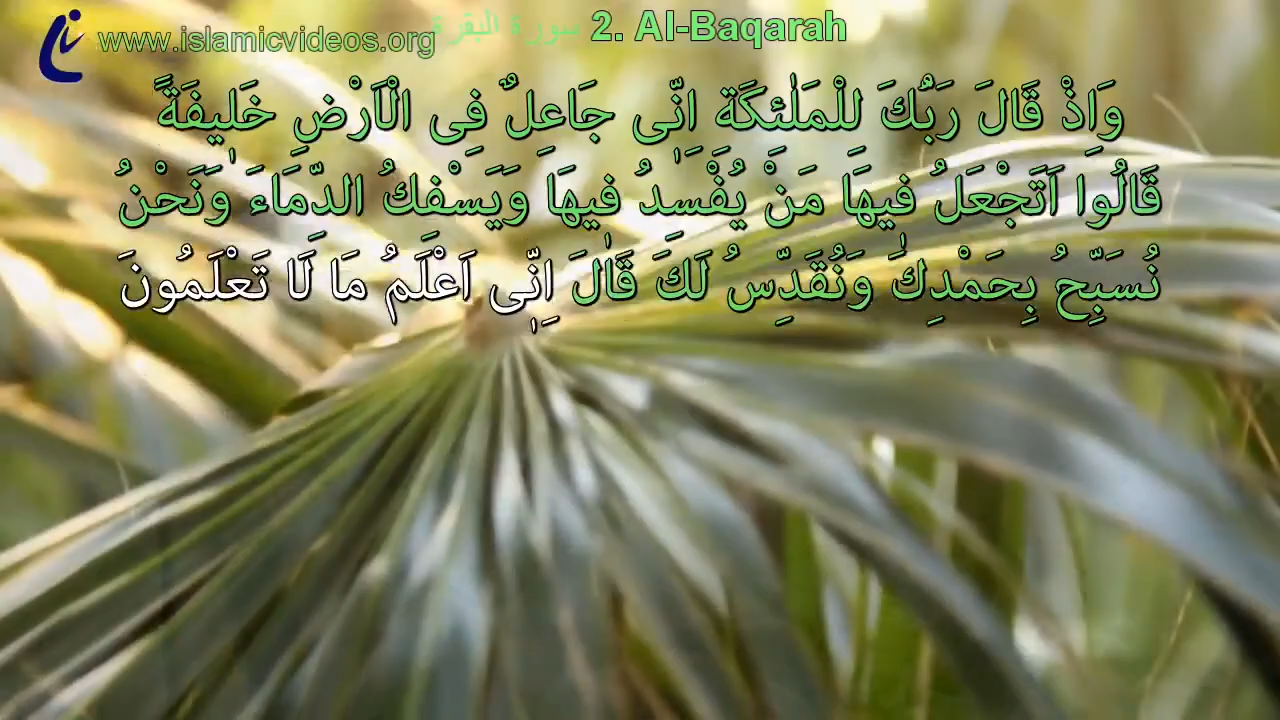 www.islamicvideos.org سورة البقرة 2. Al-Baqarah
وَاِذْ قَالَ رَبُّكَ لِلْمَلٰئِكَةِ اِنّٖى جَاعِلٌ فِى الْاَرْضِ خَلٖيفَةً
قَالُوا اَتَجْعَلُ فٖيهَا مَنْ يُفْسِدُ فٖيهَا وَيَسْفِكُ الدِّمَاءَ وَنَحْنُ
نُسَبِّحُ بِحَمْدِكَ وَنُقَدِّسُ لَكَ قَالَ اِنّٖى اَعْلَمُ مَا لَا تَعْلَمُونَ